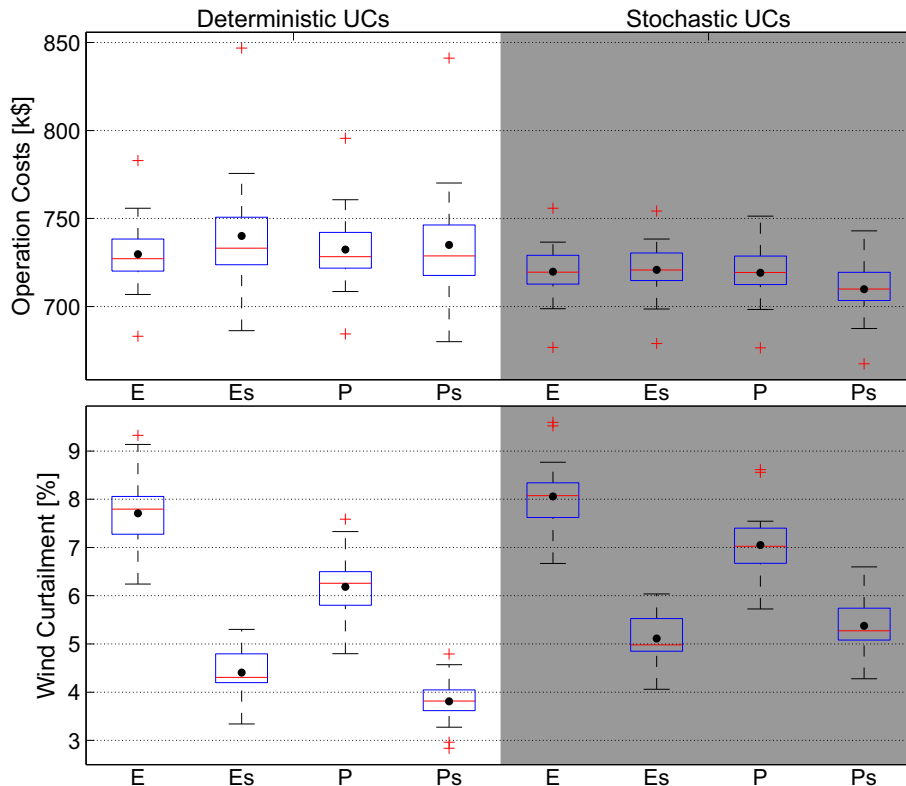 Deterministic UCs Stochastic UCs
Operation Costs [k$]
850
800
750
700
E Es P Ps E Es P Ps
Wind Curtailment [%]
9
8
7
6
5
4
3
E Es P Ps E Es P Ps